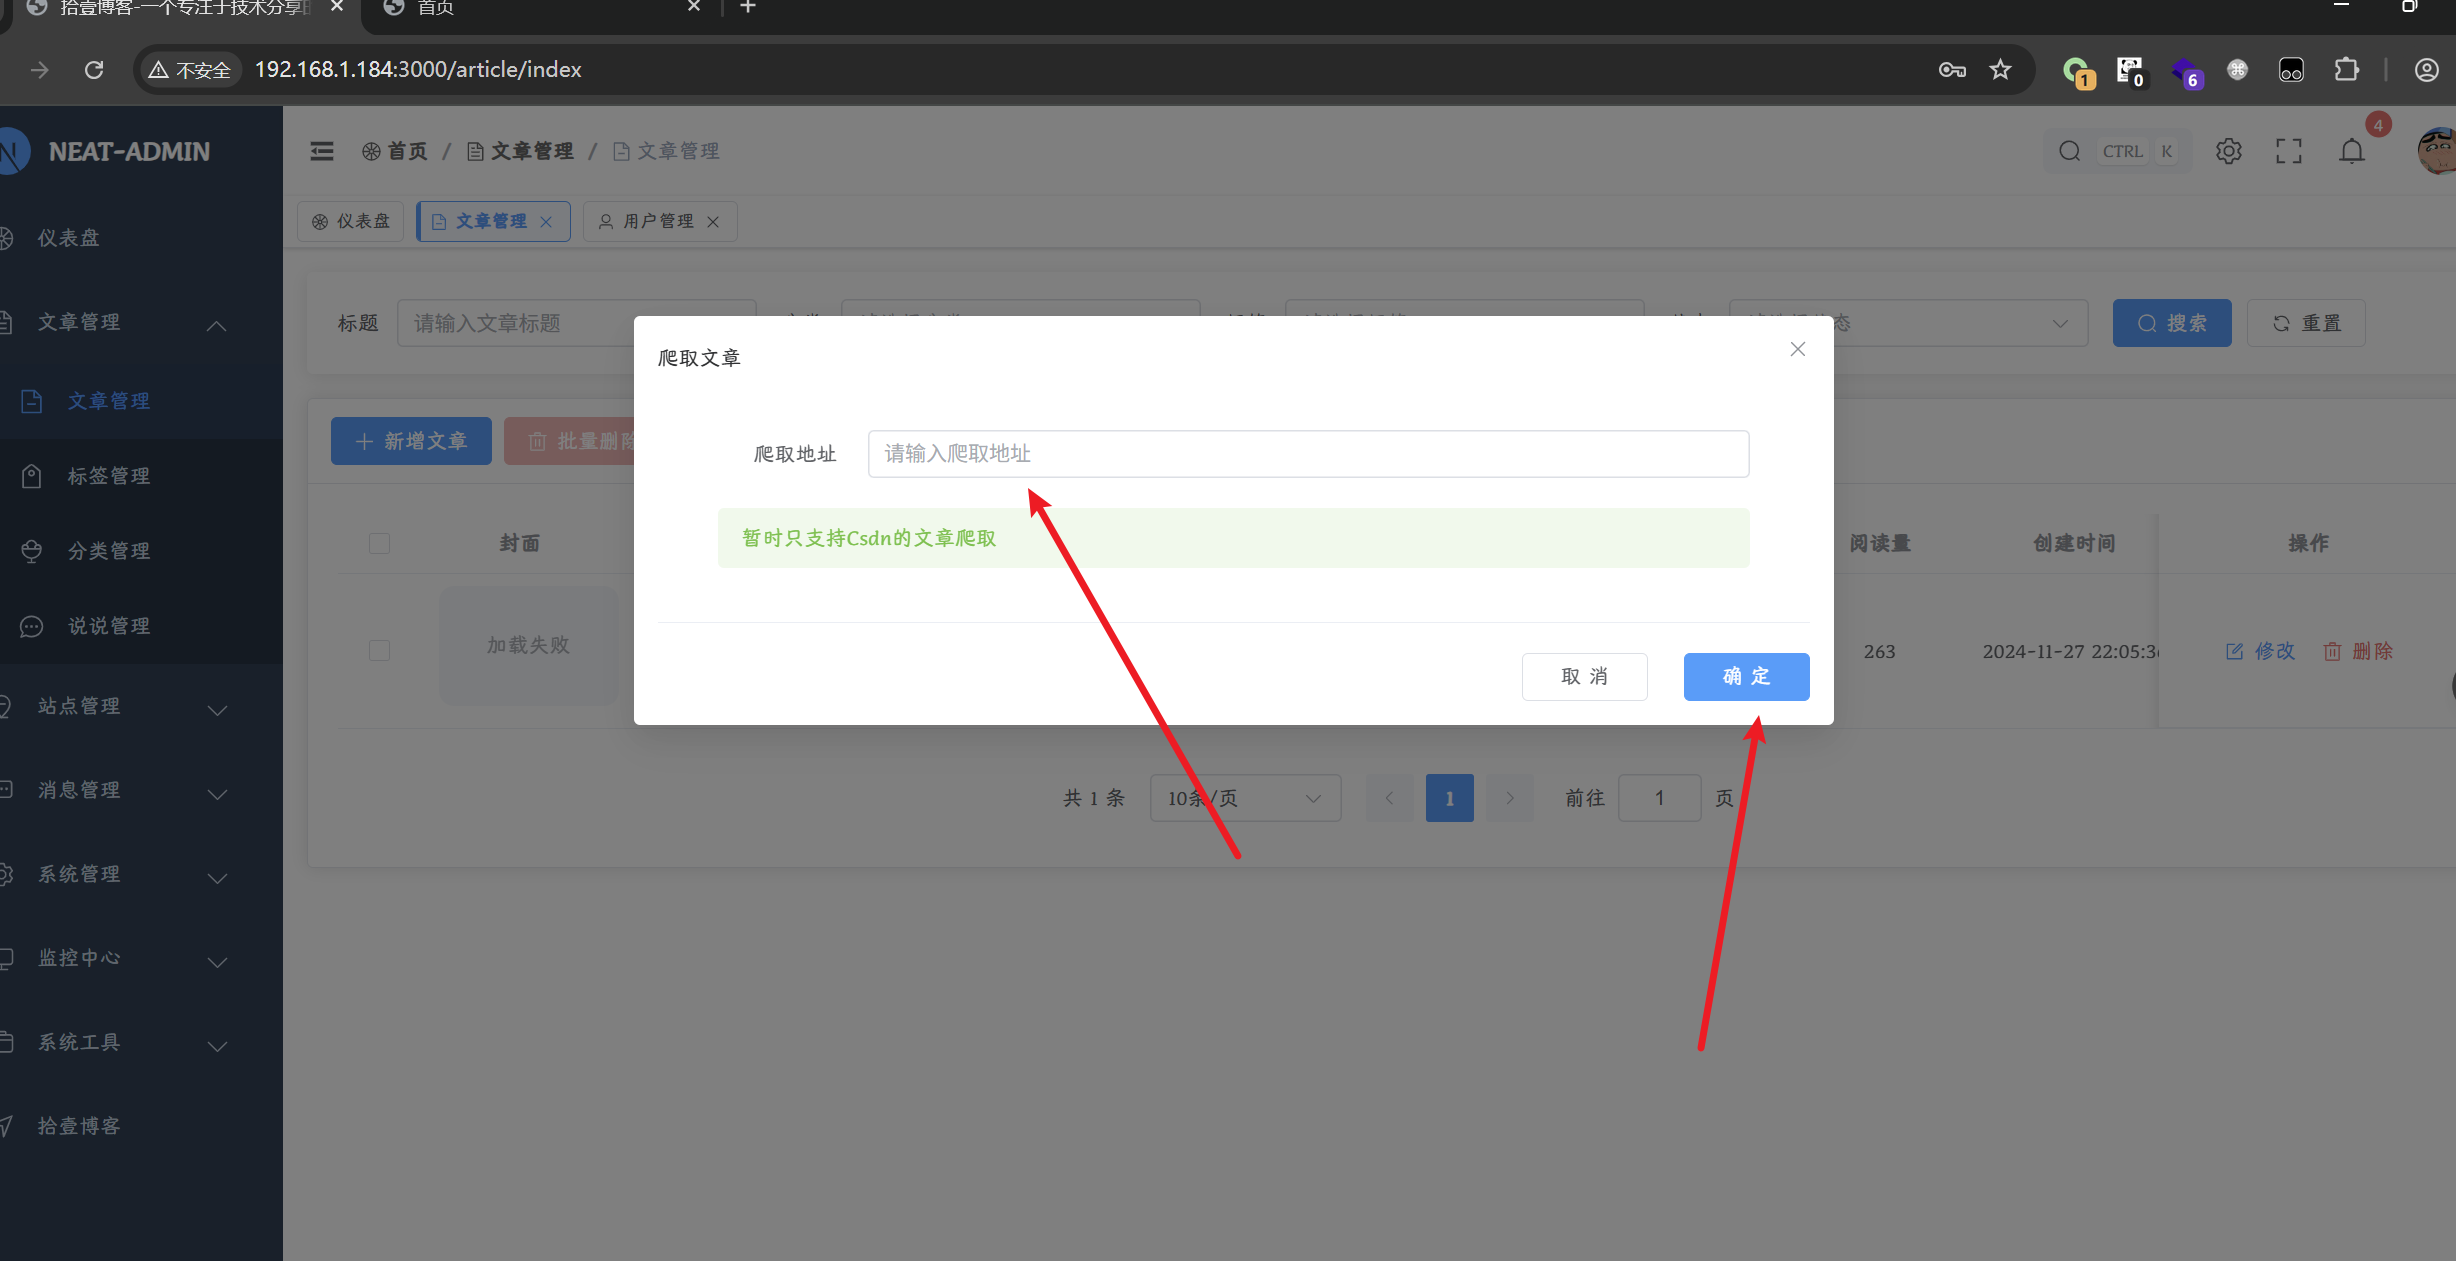 拾壹博客-一个专注于技术分享
首页
不安全
192.168.1.184:3000/article/index
1
0
6
NEAT-ADMIN
首页 / 文章管理 / 文章管理
CTRL K
4
仪表盘
文章管理
用户管理
仪表盘
文章管理
文章管理
标签管理
分类管理
说说管理
站点管理
消息管理
系统管理
监控中心
系统工具
拾壹博客
标题
请输入文章标题
态
搜索
重置
新增文章
批量删除
爬取文章
爬取地址
请输入爬取地址
暂时只支持Csdn的文章爬取
取 消
确 定
封面
阅读量
创建时间
操作
加载失败
263
2024-11-27 22:05:3
修改
删除
共 1 条
10条/页
1
前往
1
页